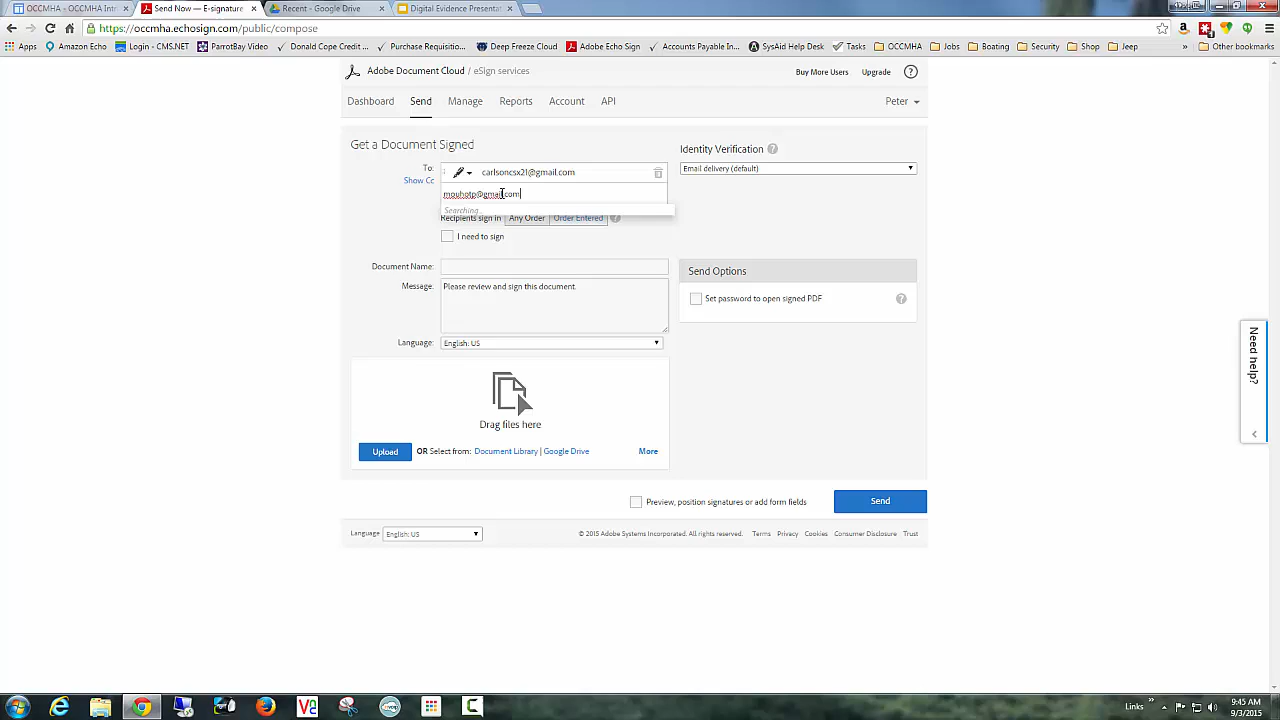 OCCMHA - OCCMHA Intr
Send Now — E-signature
Recent - Google Drive
Digital Evidence Presentat
https://occmha.echosign.com/public/compose
Apps
Amazon Echo
Login - CMS.NET
ParrotBay Video
Donald Cope Credit ...
Purchase Requisitio...
Deep Freeze Cloud
Adobe Echo Sign
Accounts Payable In...
SysAid Help Desk
Tasks
OCCMHA
Jobs
Boating
Security
Shop
Jeep
»
Other bookmarks
Adobe Document Cloud / eSign services
Buy More Users
Upgrade
?
Dashboard
Send
Manage
Reports
Account
API
Peter
Get a Document Signed
Identity Verification ?
To:
carlsoncsx21@gmail.com
Email delivery (default)
Show Cc
mouhotp@gmail.com
Searching...
Recipients sign in
Any Order
Order Entered
?
I need to sign
Document Name:
Send Options
Message:
Please review and sign this document.
Set password to open signed PDF
?
Language:
English: US
Need help?
Drag files here
Upload
OR Select from: Document Library | Google Drive
More
Preview, position signatures or add form fields
Send
Language
English: US
© 2015 Adobe Systems Incorporated. All rights reserved.
Terms
Privacy
Cookies
Consumer Disclosure
Trust
Links
»
9:45 AM
9/3/2015